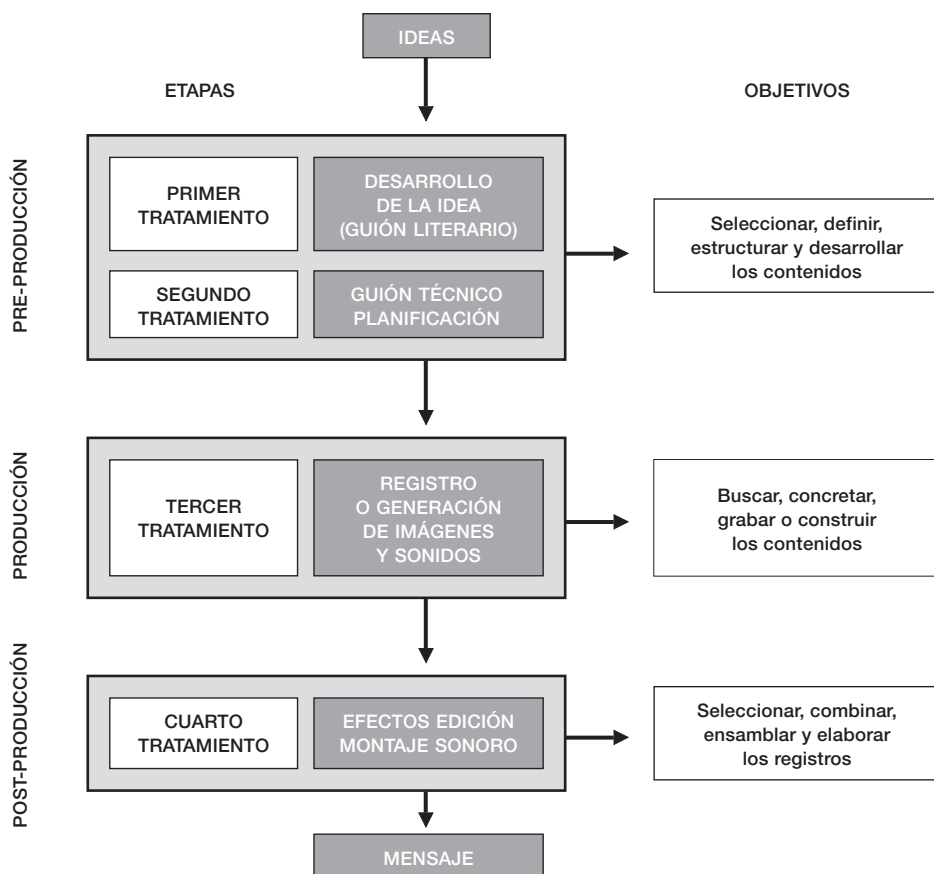 IDEAS
ETAPAS
OBJETIVOS
PRE-PRODUCCIÓN
PRIMER
TRATAMIENTO
DESARROLLO
DE LA IDEA
(GUIÓN LITERARIO)
SEGUNDO
TRATAMIENTO
GUIÓN TÉCNICO
PLANIFICACIÓN
Seleccionar, definir,
estructurar y desarrollar
los contenidos
PRODUCCIÓN
TERCER
TRATAMIENTO
REGISTRO
O GENERACIÓN
DE IMÁGENES
Y SONIDOS
Buscar, concretar,
grabar o construir
los contenidos
POST-PRODUCCIÓN
CUARTO
TRATAMIENTO
EFECTOS EDICIÓN
MONTAJE SONORO
Seleccionar, combinar,
ensamblar y elaborar
los registros
MENSAJE